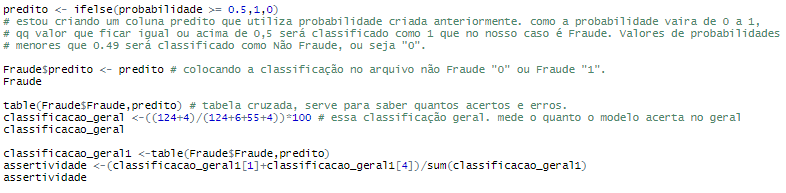 predito <- ifelse(probabilidade >= 0.5,1,0)
# estou criando um coluna predito que utiliza probabilidade criada anteriormente. como a probabilidade vaira de 0 a 1,
# qq valor que ficar igual ou acima de 0,5 será classificado como 1 que no nosso caso é Fraude. Valores de probabilidades
# menores que 0.49 será classificado como Não Fraude, ou seja "0".
Fraude$predito <- predito # colocando a classificação no arquivo não Fraude "0" ou Fraude "1".
Fraude
table(Fraude$Fraude,predito) # tabela cruzada, serve para saber quantos acertos e erros.
classificacao_geral <-((124+4)/(124+6+55+4))*100 # essa classificação geral. mede o quanto o modelo acerta no geral
classificacao_geral
classificacao_geral1 <-table(Fraude$Fraude,predito)
assertividade <-(classificacao_geral1[1]+classificacao_geral1[4])/sum(classificacao_geral1)
assertividade